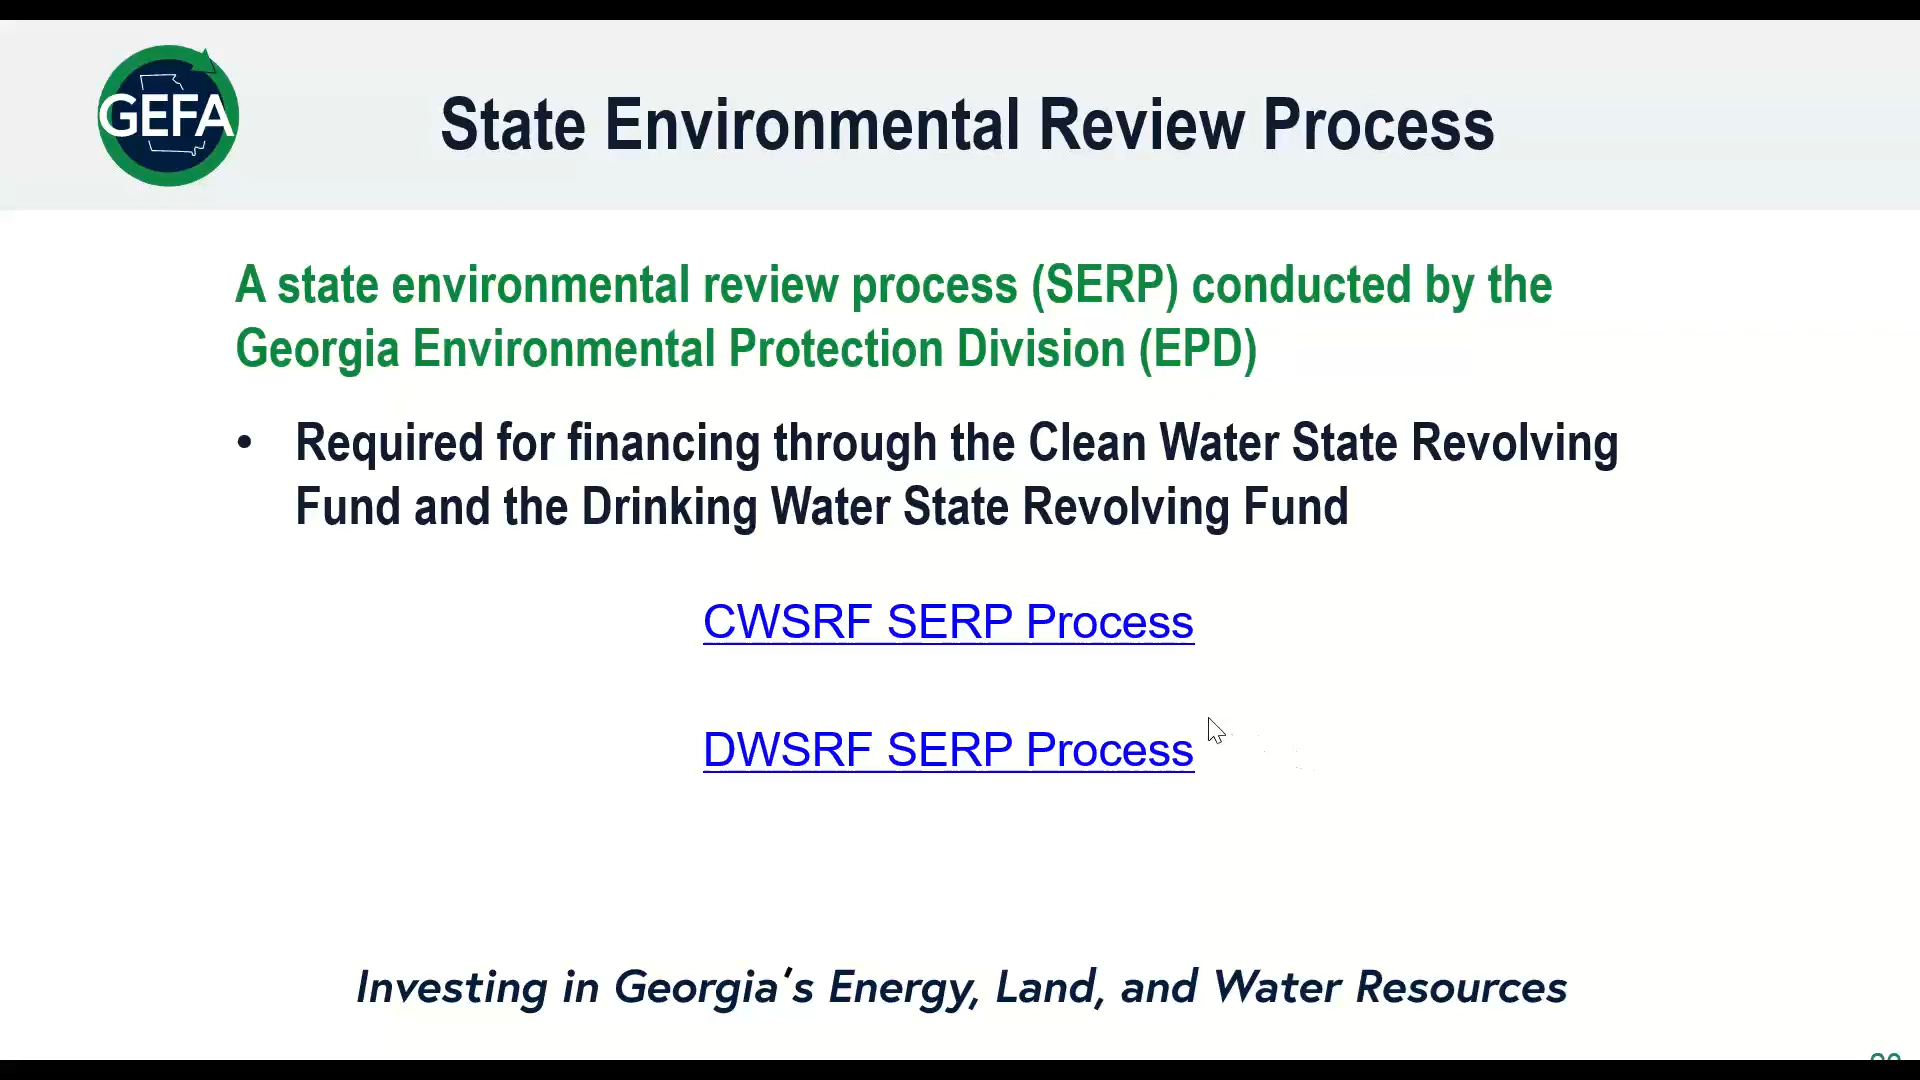 GEFA
State Environmental Review Process
A state environmental review process (SERP) conducted by the
Georgia Environmental Protection Division (EPD)
• Required for financing through the Clean Water State Revolving
Fund and the Drinking Water State Revolving Fund
CWSRF SERP Process
DWSRF SERP Process
Investing in Georgia's Energy, Land, and Water Resources